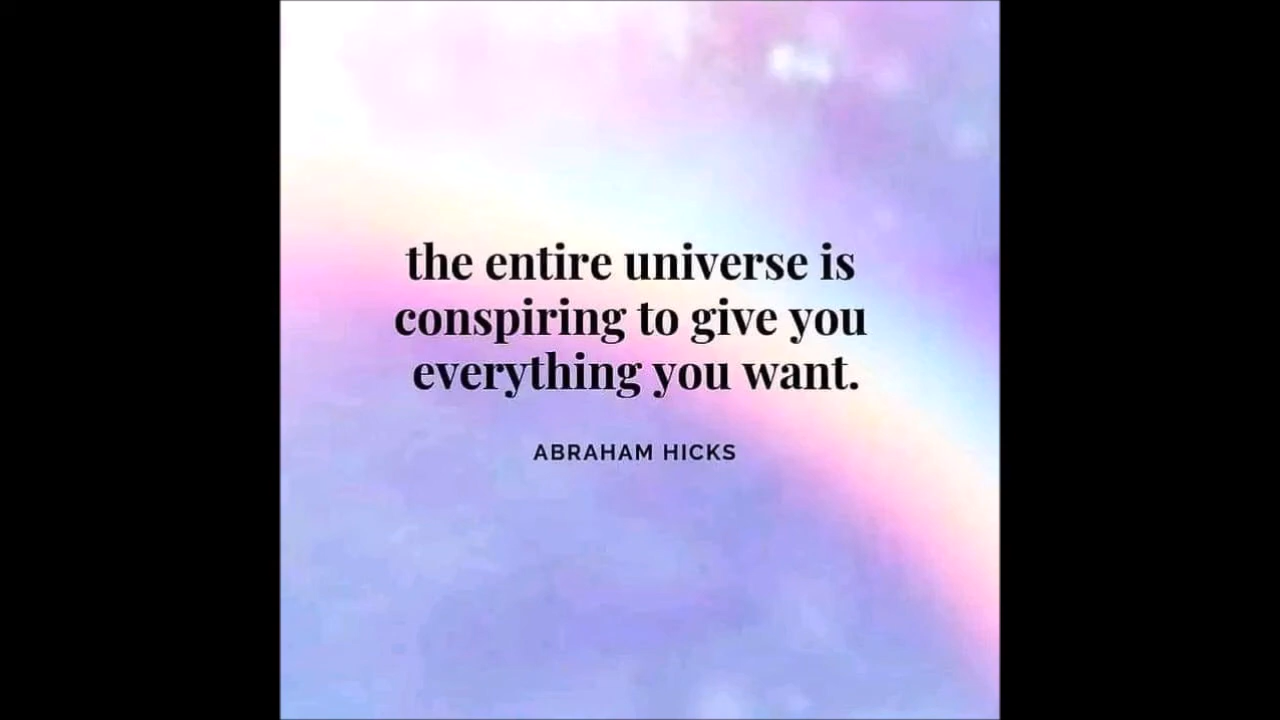 the entire universe is
conspiring to give you
everything you want.
ABRAHAM HICKS